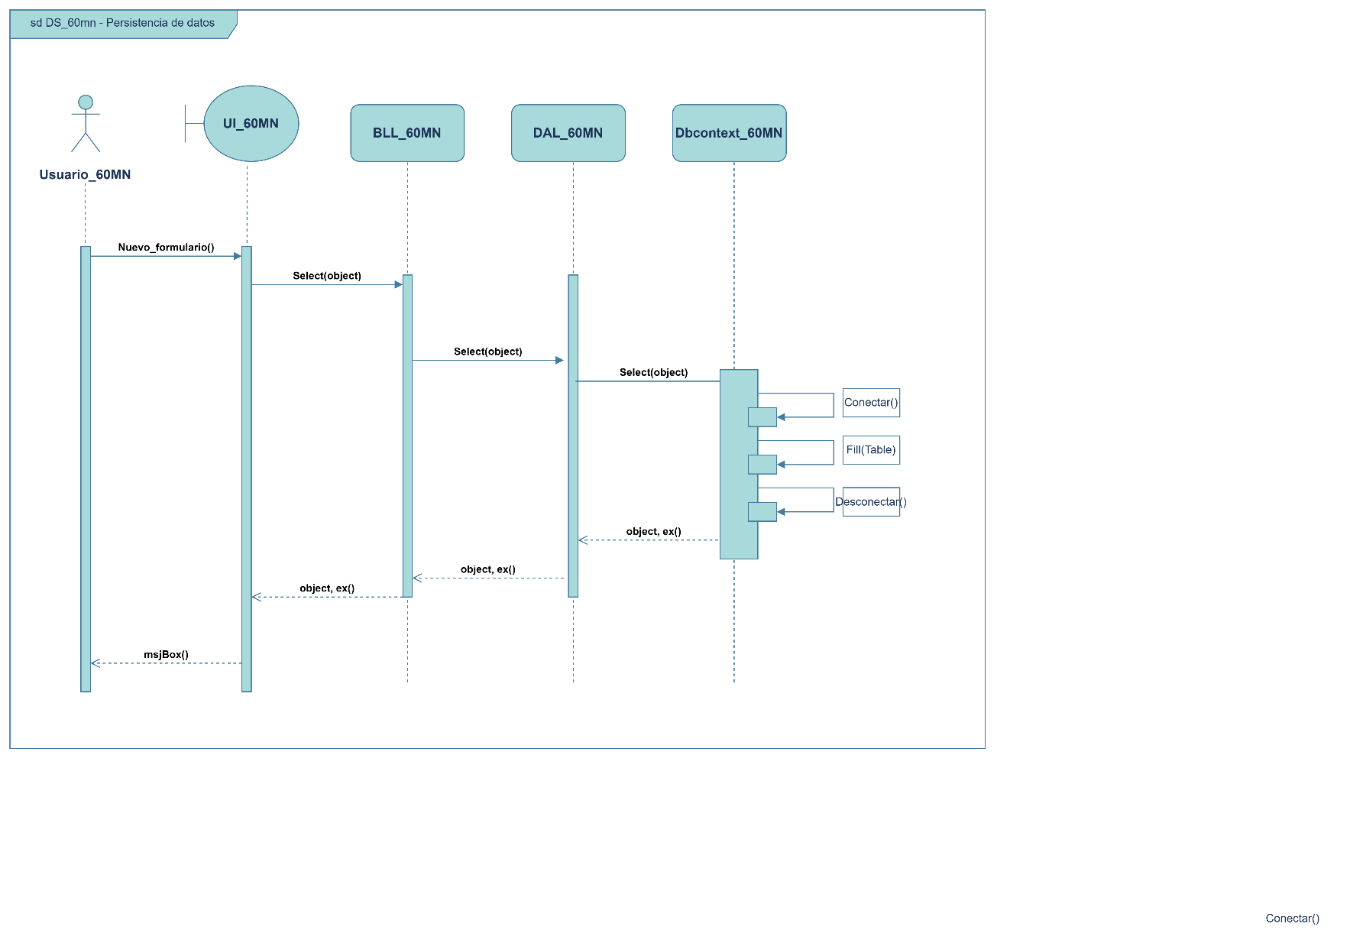 sd DS_60mn - Persistencia de datos
Usuario_60MN
UI_60MN
BLL_60MN
DAL_60MN
Dbcontext_60MN
Nuevo_formulario()
Select(object)
Select(object)
Select(object)
Conectar()
Fill(Table)
Desconectar()
object, ex()
object, ex()
object, ex()
msjBox()
Conectar()